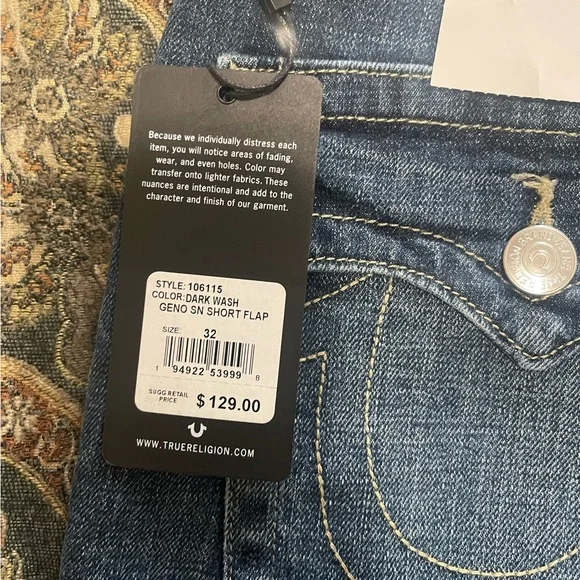 Because we individually distress each
item, you will notice areas of fading,
wear, and even holes. Color may
transfer onto lighter fabrics. These
nuances are intentional and add to the
character and finish of our garment.
STYLE: 106115
COLOR:DARK WASH
GENO SN SHORT FLAP
SIZE: 32
1 94922 53999 8
SUGG RETAIL
PRICE $129.00
WWW.TRUERELIGION.COM